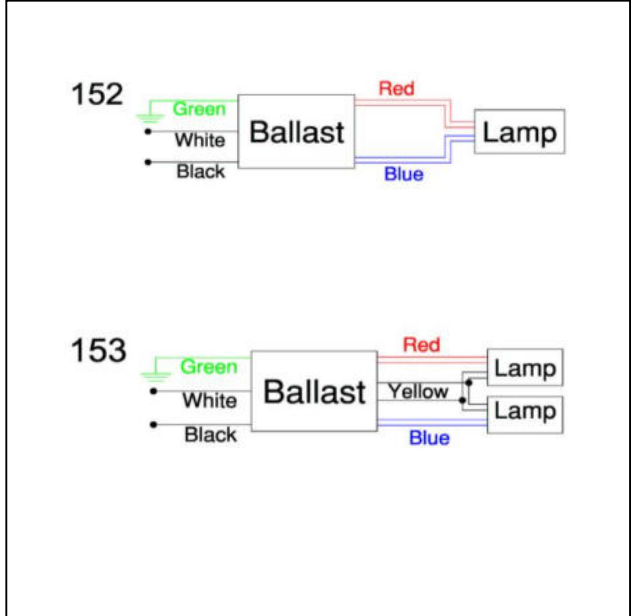 152
Green
White
Black
Ballast
Red
Blue
Lamp
153
Green
White
Black
Ballast
Red
Yellow
Blue
Lamp
Lamp